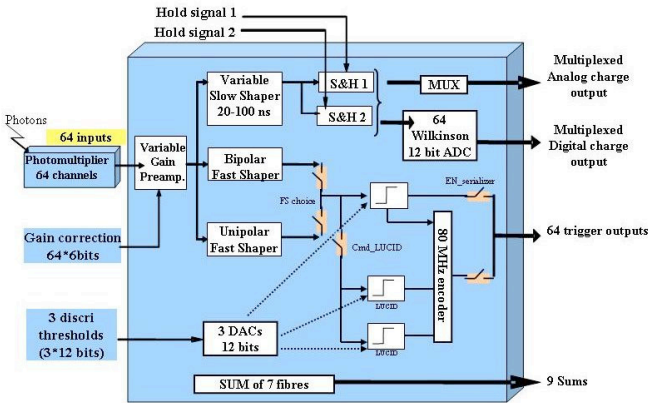 Hold signal 1
Hold signal 2
Photons
64 inputs
Photomultiplier
64 channels
Variable
Gain
Preamp.
Gain correction
64*6bits
3 discri
thresholds
(3*12 bits)
Variable
Slow Shaper
20-100 ns
Bipolar
Fast Shaper
Unipolar
Fast Shaper
FS choice
3 DACs
12 bits
SUM of 7 fibres
S&H 1
S&H 2
MUX
64
Wilkinson
12 bit ADC
Cmd_LUCID
LUCID
LUCID
80 MHz encoder
EN_serializer
Multiplexed
Analog charge
output
Multiplexed
Digital charge
output
64 trigger outputs
9 Sums